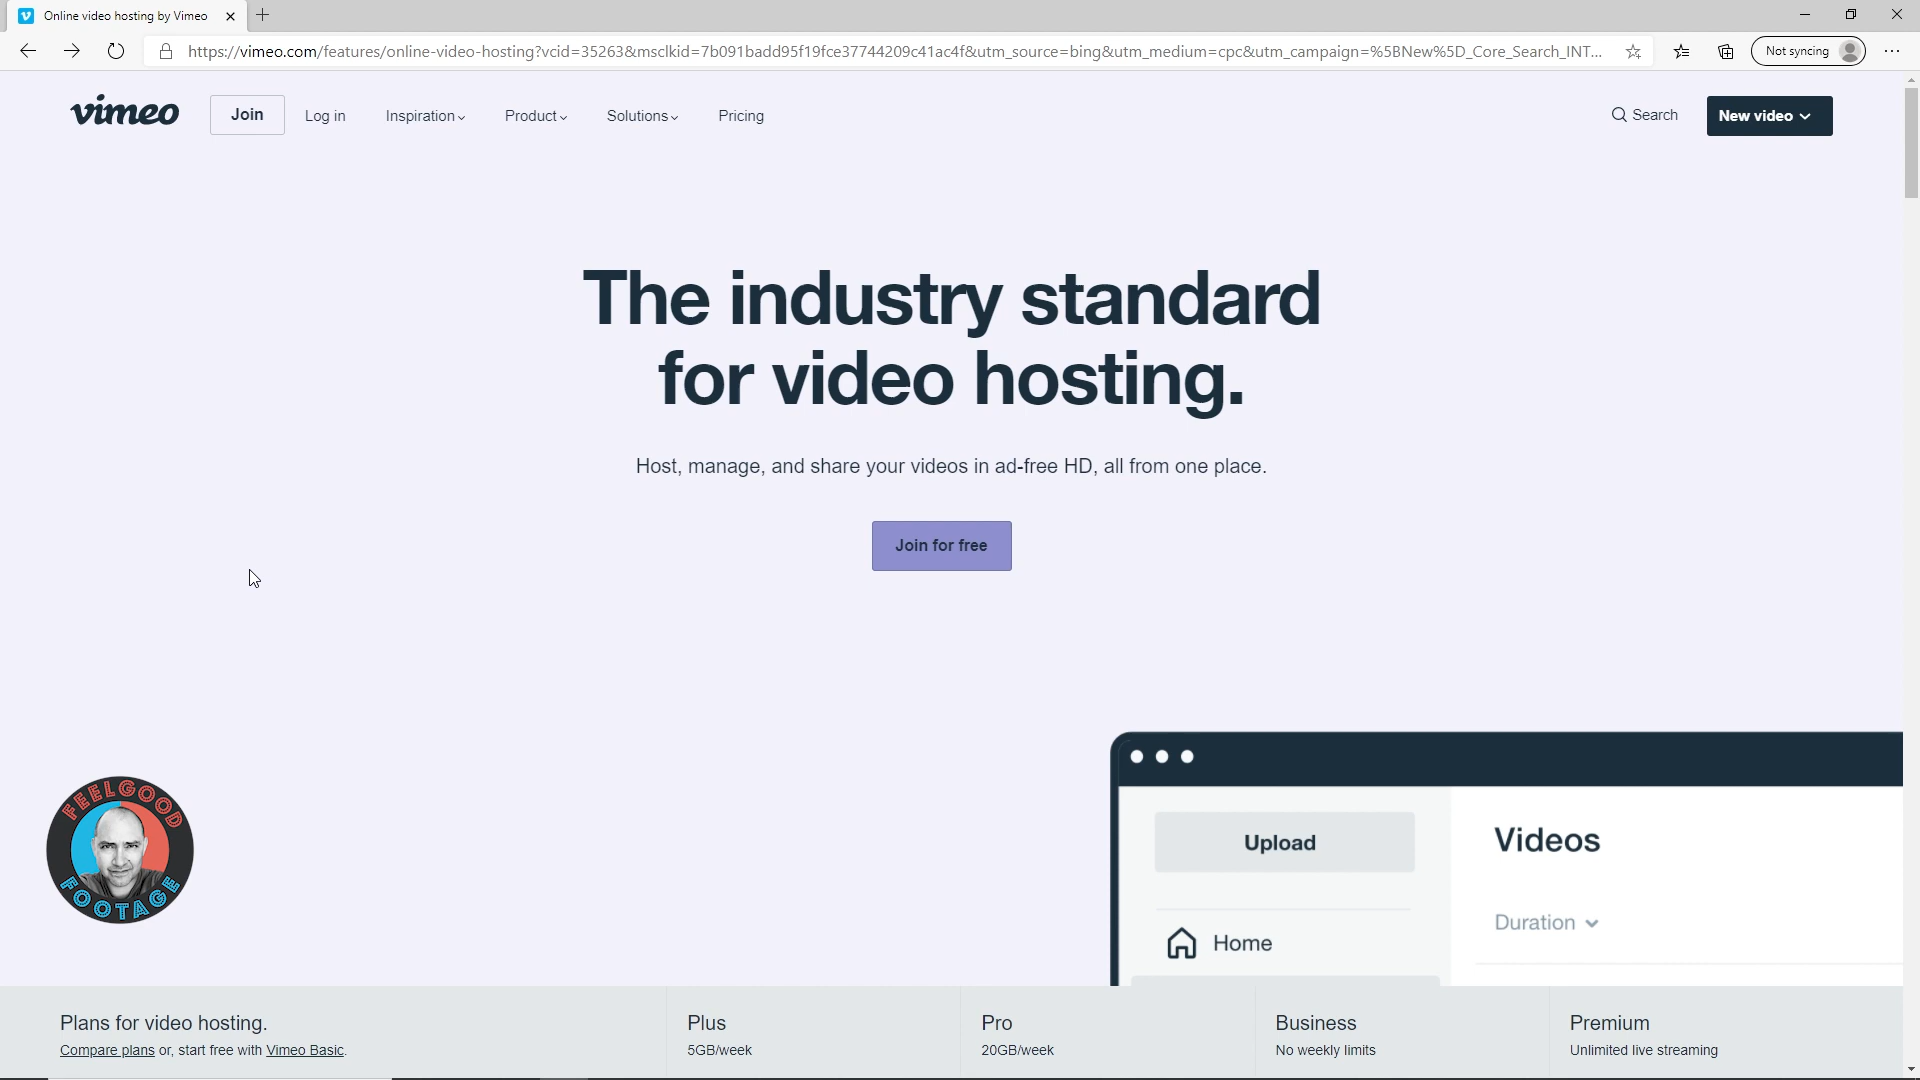 Online video hosting by Vimeo
https://vimeo.com/features/online-video-hosting?vcid=35263&msclkid=7b091badd95f19fce37744209c41ac4f&utm_source=bing&utm_medium=cpc&utm_campaign=%5BNew%5D_Core_Search_INT...
Not syncing
vimeo
Join
Log in
Inspiration
Product
Solutions
Pricing
Search
New video
The industry standard
for video hosting.
Host, manage, and share your videos in ad-free HD, all from one place.
Join for free
FEELGOOD
FOOTAGE
Upload
Videos
Duration
Home
Plans for video hosting.
Compare plans or, start free with Vimeo Basic.
Plus
5GB/week
Pro
20GB/week
Business
No weekly limits
Premium
Unlimited live streaming